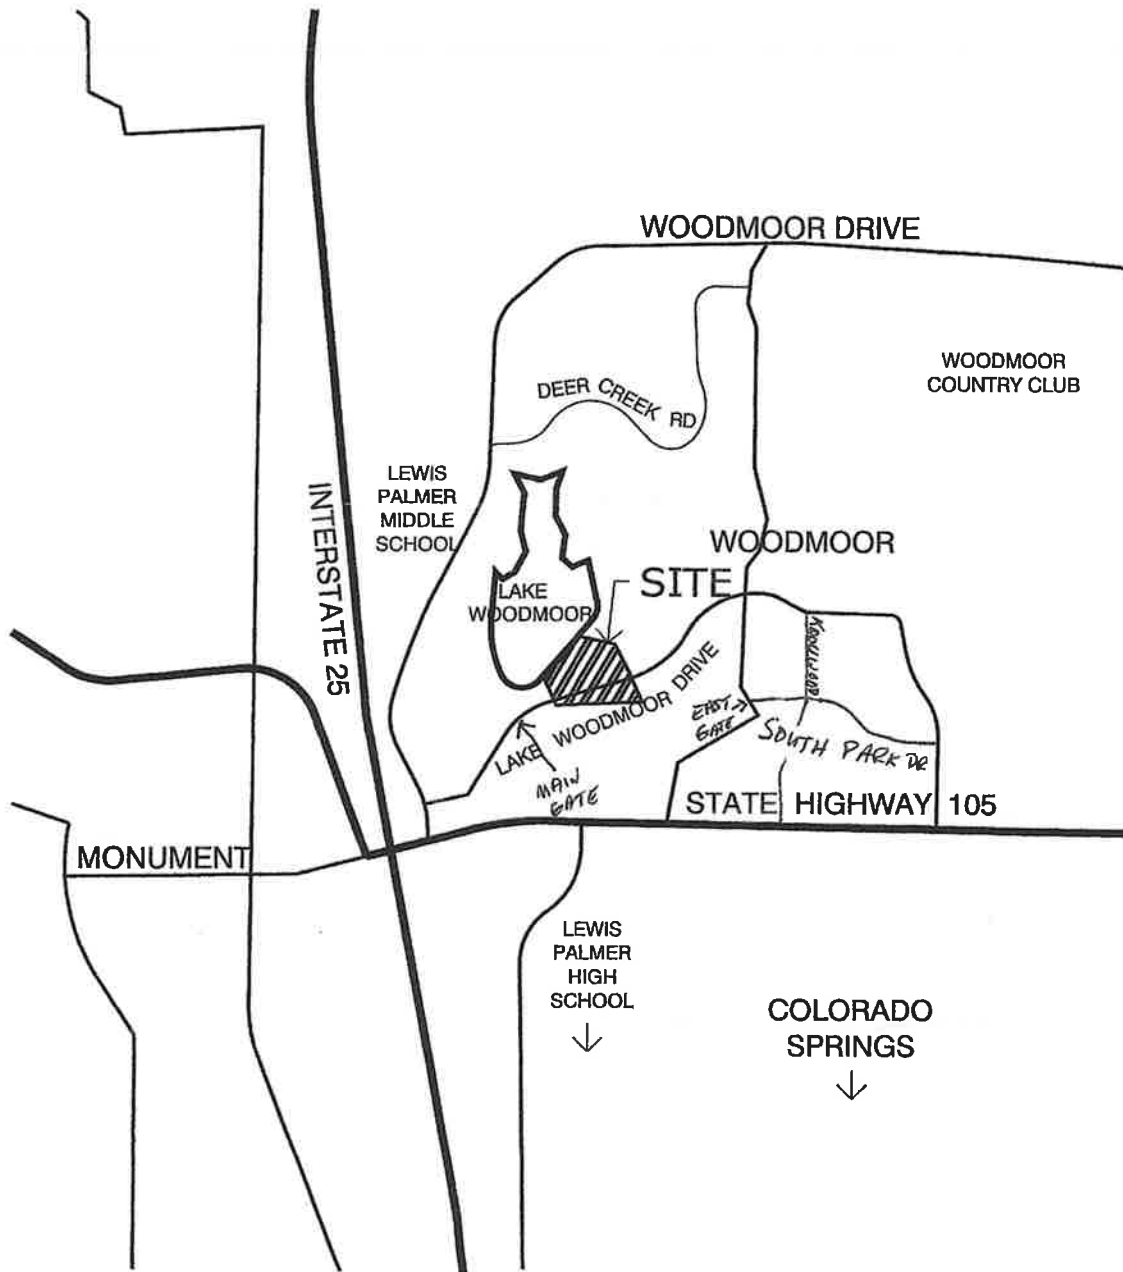 WOODMOOR DRIVE
WOODMOOR
COUNTRY CLUB
DEER CREEK RD
LEWIS
PALMER
MIDDLE
SCHOOL
INTERSTATE 25
WOODMOOR
SITE
LAKE
WOODMOOR
KNOLLWOOD
LAKE WOODMOOR DRIVE
EAST
GATE
SOUTH PARK DR
MAIN
GATE
STATE HIGHWAY 105
MONUMENT
LEWIS
PALMER
HIGH
SCHOOL
COLORADO
SPRINGS